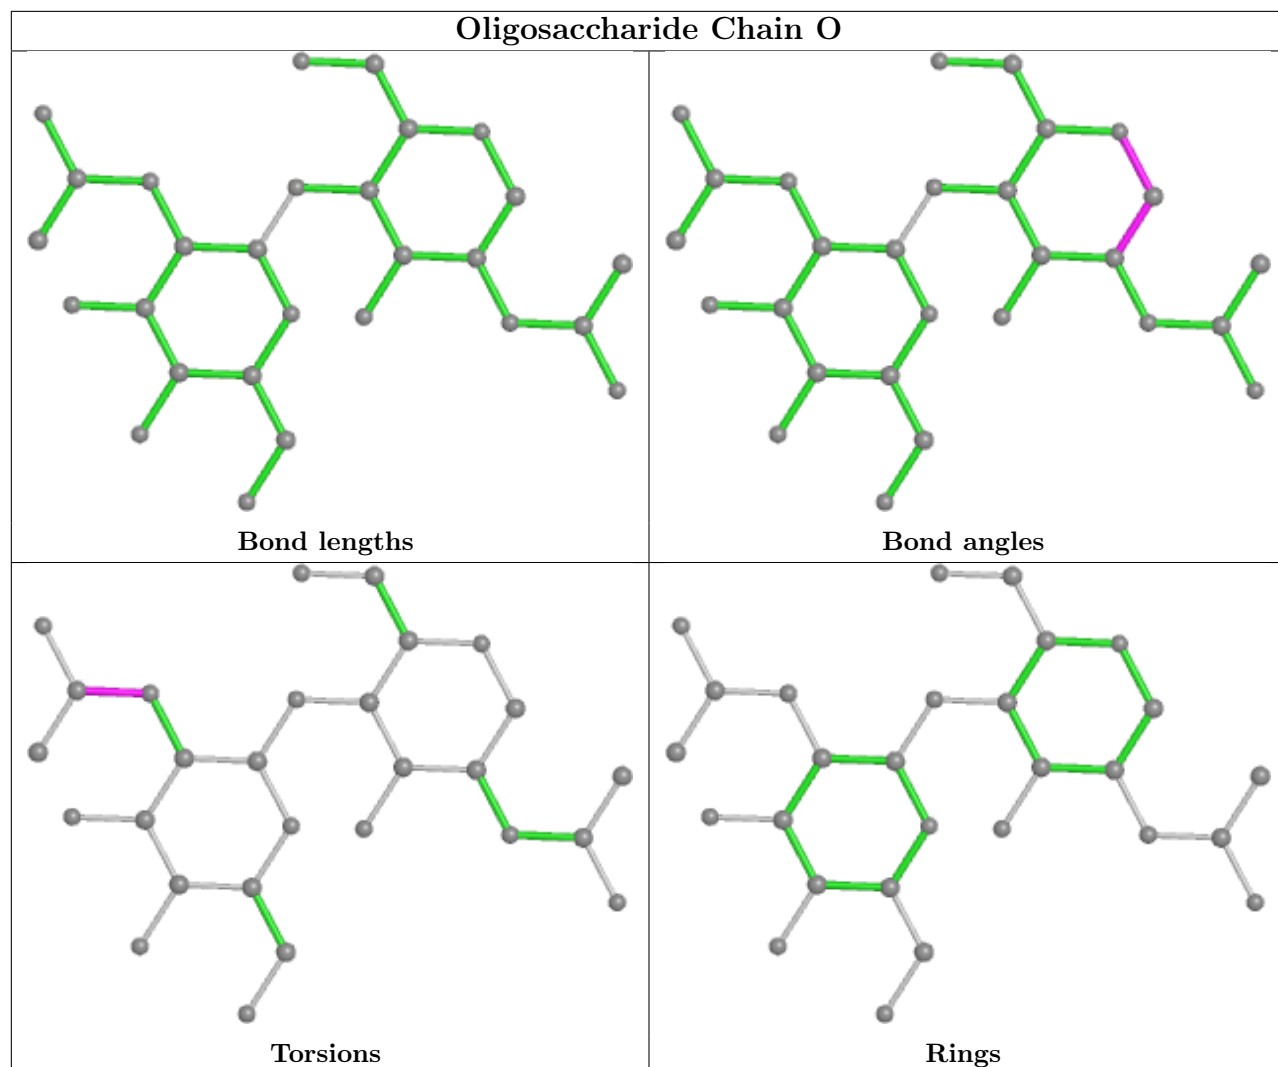 Oligosaccharide Chain O
Bond lengths
Bond angles
Torsions
Rings